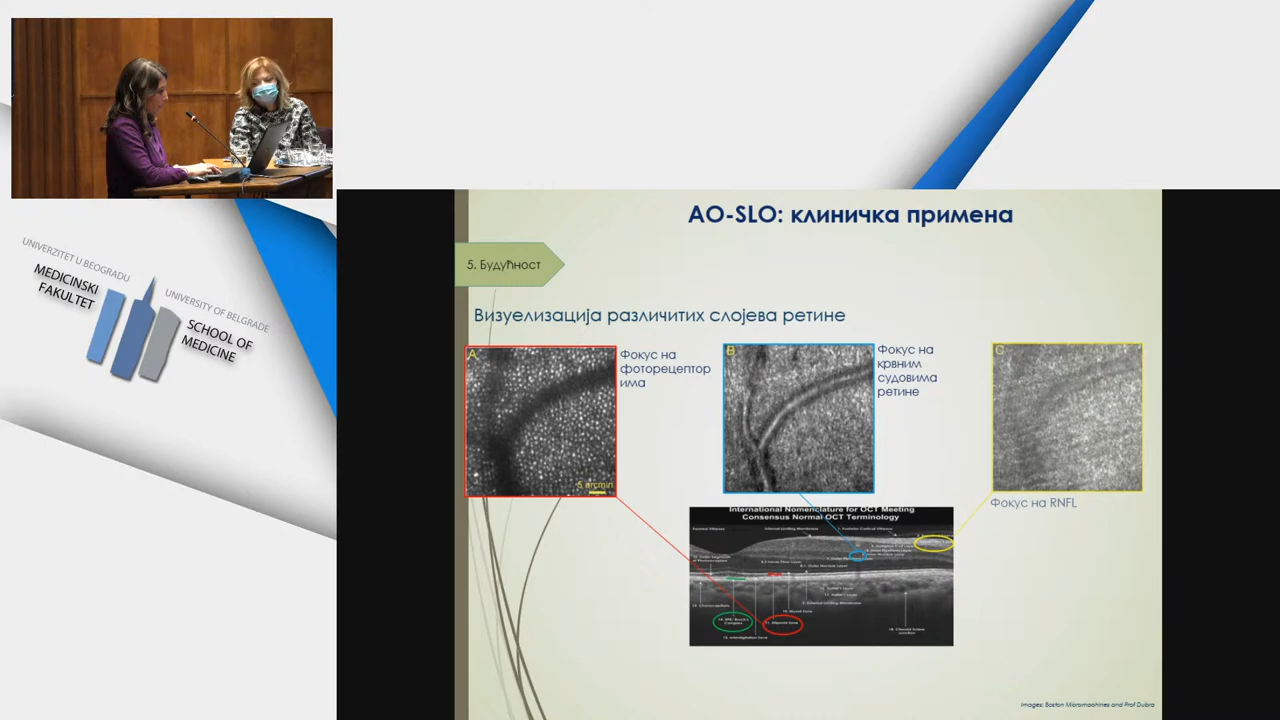 UNIVERZITET U BEOGRADU
MEDICINSKI
FAKULTET
UNIVERSITY OF BELGRADE
SCHOOL OF
MEDICINE
AO-SLO: клиничка примена
5. Будућност
Визуелизација различитих слојева ретине
A
Фокус на
фоторецептор
има
5 arcmin
B
Фокус на
крвним
судовима
ретине
C
Фокус на RNFL
International Nomenclature for OCT Meeting
Consensus Normal OCT Terminology
Images: Boston Micromachines and Prof Dubra